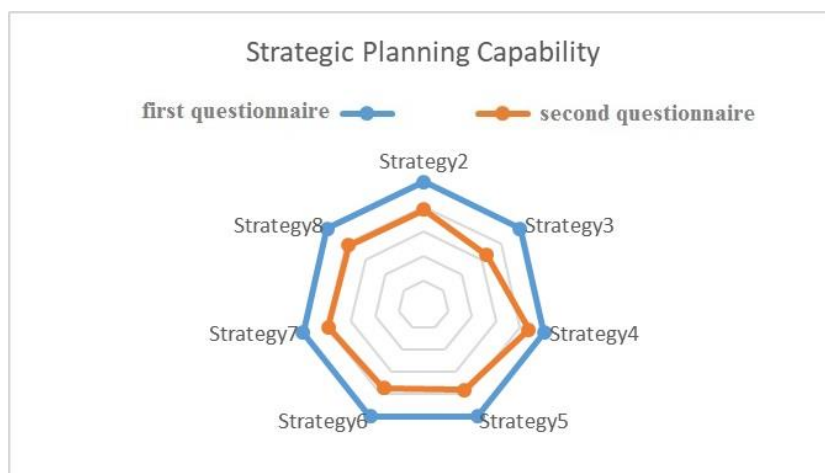 Strategic Planning Capability
first questionnaire
second questionnaire
Strategy2
Strategy8
Strategy3
Strategy7
Strategy4
Strategy6
Strategy5